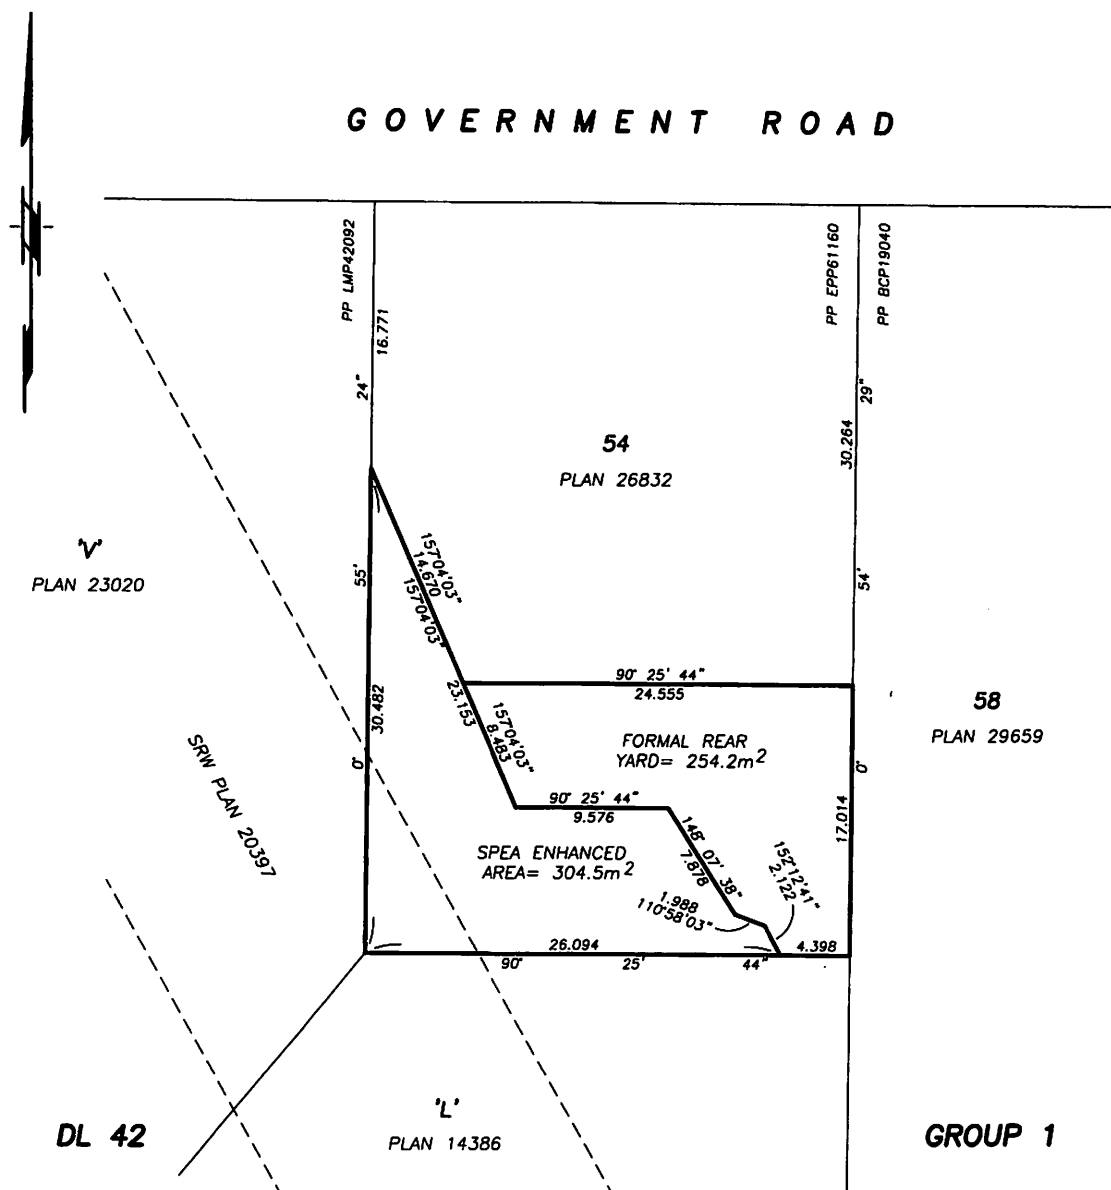 GOVERNMENT ROAD
PP LMP42092
PP EPP61160
PP BCP19040
16.771
24"
29"
30.264
54
PLAN 26832
'V'
PLAN 23020
55'
54'
157°04'03"
14.670
157°04'03"
90° 25' 44"
24.555
23.153
157°04'03"
8.483
30.482
0°
0°
58
PLAN 29659
FORMAL REAR
YARD= 254.2m²
SRW PLAN 20397
90° 25' 44"
9.576
17.014
148° 07' 38"
7.878
SPEA ENHANCED
AREA= 304.5m²
152°12'41"
2.122
1.988
110°58'03"
26.094
4.398
90° 25' 44"
'L'
PLAN 14386
DL 42
GROUP 1